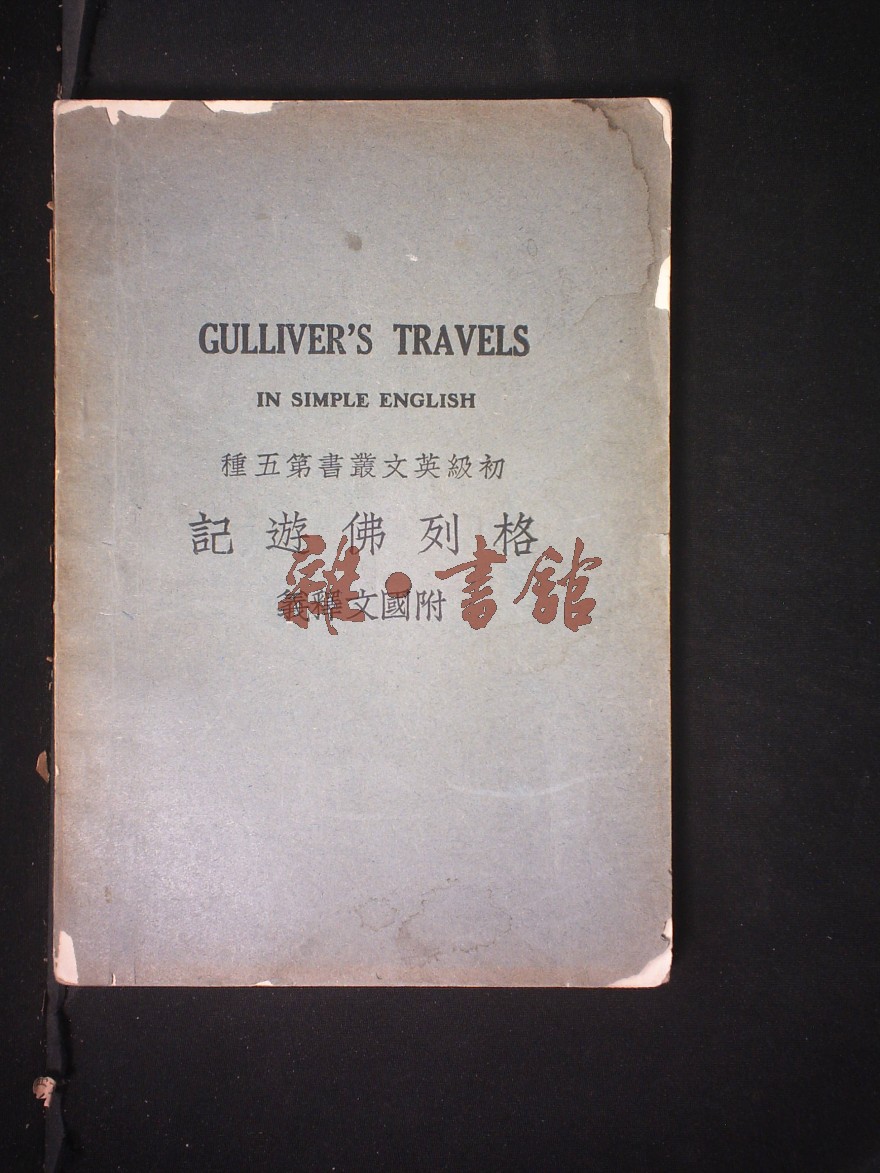 GULLIVER'S TRAVELS
IN SIMPLE ENGLISH
初級英文叢書第五種
格列佛遊記
附國文釋義
雜·書館